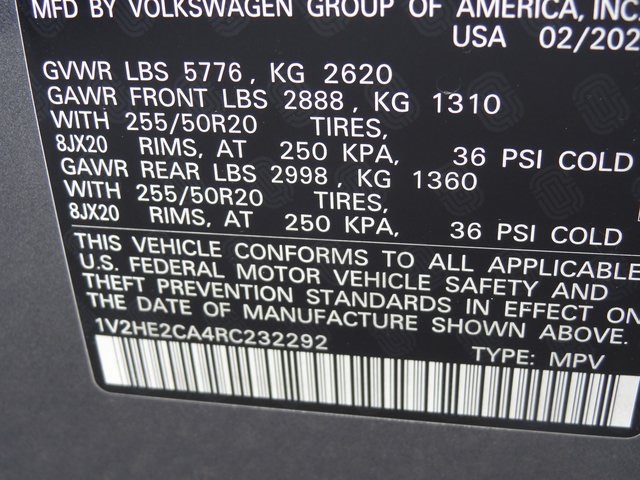 MFD BY VOLKSWAGEN GROUP OF AMERICA, INC.
USA 02/202
GVWR LBS 5776, KG 2620
GAWR FRONT LBS 2888, KG 1310
WITH 255/50R20 TIRES,
8JX20 RIMS, AT 250 KPA, 36 PSI COLD
GAWR REAR LBS 2998, KG 1360
WITH 255/50R20 TIRES,
8JX20 RIMS, AT 250 KPA, 36 PSI COLD
THIS VEHICLE CONFORMS TO ALL APPLICABLE
U.S. FEDERAL MOTOR VEHICLE SAFETY AND
THEFT PREVENTION STANDARDS IN EFFECT ON
THE DATE OF MANUFACTURE SHOWN ABOVE.
1V2HE2CA4RC232292 TYPE: MPV